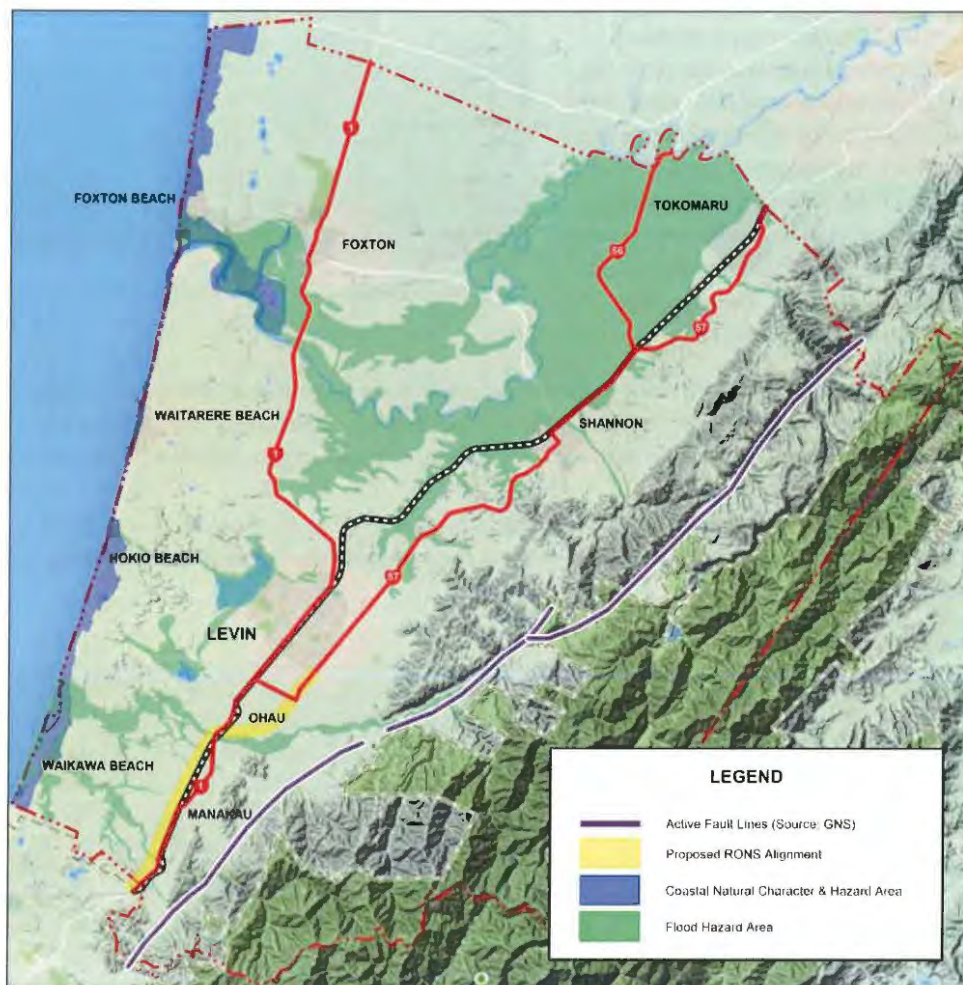 1
TOKOMARU
FOXTON BEACH
FOXTON
56
57
WAITARERE BEACH
SHANNON
1
HOKIO BEACH
57
LEVIN
OHAU
WAIKAWA BEACH
1
MANAKAU
LEGEND
Active Fault Lines (Source: GNS)
Proposed RONS Alignment
Coastal Natural Character & Hazard Area
Flood Hazard Area